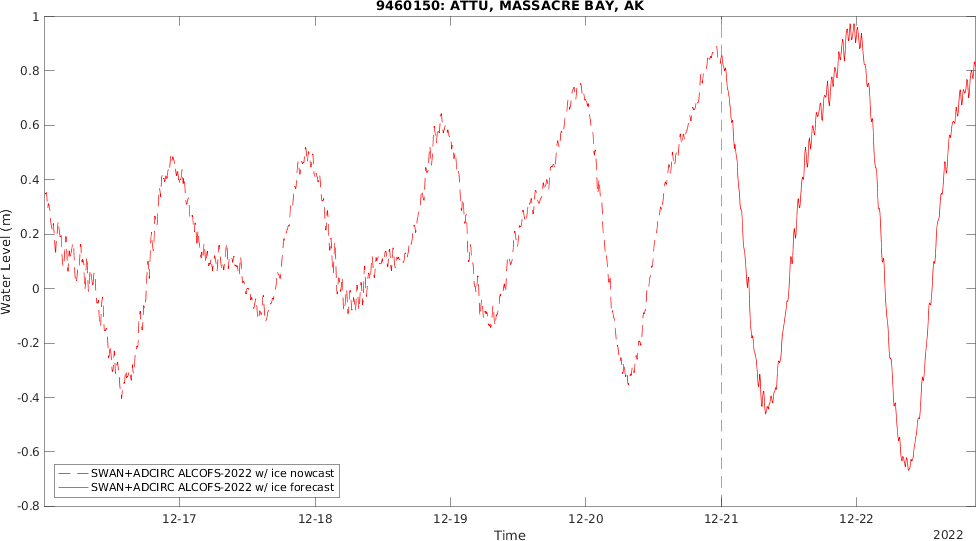 9460150: ATTU, MASSACRE BAY, AK
1
0.8
0.6
0.4
0.2
0
-0.2
-0.4
-0.6
-0.8
Water Level (m)
SWAN+ADCIRC ALCOFS-2022 w/ ice nowcast
SWAN+ADCIRC ALCOFS-2022 w/ ice forecast
12-17 12-18 12-19 12-20 12-21 12-22
Time
2022